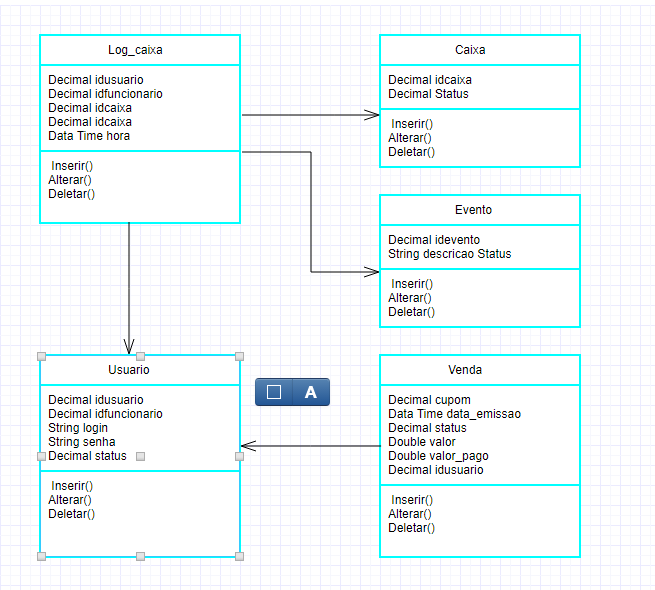 Log_caixa
Decimal idusuario
Decimal idfuncionario
Decimal idcaixa
Decimal idcaixa
Data Time hora
Inserir()
Alterar()
Deletar()
Caixa
Decimal idcaixa
Decimal Status
Inserir()
Alterar()
Deletar()
Evento
Decimal idevento
String descricao Status
Inserir()
Alterar()
Deletar()
Usuario
Decimal idusuario
Decimal idfuncionario
String login
String senha
Decimal status
Inserir()
Alterar()
Deletar()
A
Venda
Decimal cupom
Data Time data_emissao
Decimal status
Double valor
Double valor_pago
Decimal idusuario
Inserir()
Alterar()
Deletar()